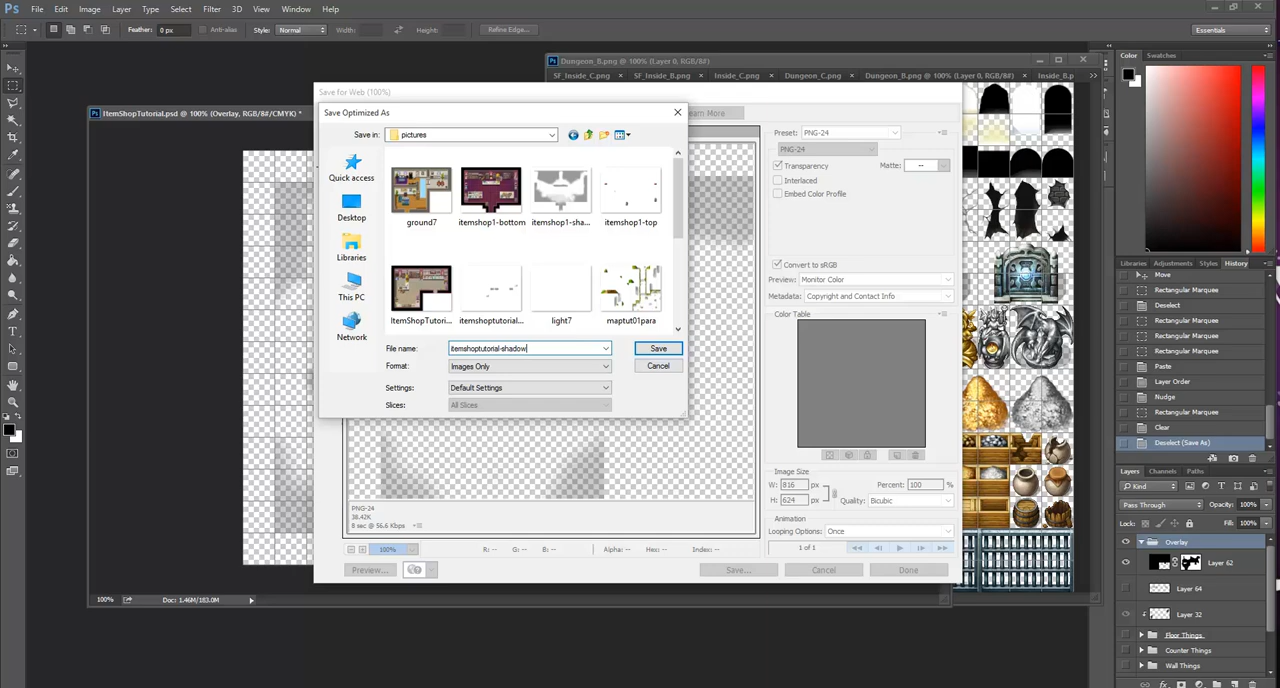 Ps File Edit Image Layer Type Select Filter 3D View Window Help
Feather: 0 px Anti-alias Style: Normal Width: Height: Refine Edge... Essentials
Dungeon_B.png @ 100% (Layer 0, RGB/8#)
SF_Inside_C.png × SF_Inside_B.png × Inside_C.png × Dungeon_C.png × Dungeon_B.png @ 100% (Layer 0, RGB/8#) × Inside_B.p
ItemShopTutorial.psd @ 100% (Overlay, RGB/8#/CMYK) *
Save for Web (100%)
Save Optimized As
Save in: pictures
Quick access
Desktop
Libraries
This PC
Network
ground7 itemshop1-bottom itemshop1-sha... itemshop1-top
ItemShopTutori... itemshoptutorial... light7 maptut01para
File name: itemshoptutorial-shadow Save
Format: Images Only Cancel
Settings: Default Settings
Slices: All Slices
PNG-24
38.42K
8 sec @ 56.6 Kbps
100% R: -- G: -- B: -- Alpha: -- Hex: -- Index: --
Preview... Save... Cancel Done
arn More
Preset: PNG-24
PNG-24
Transparency Matte: --
Interlaced
Embed Color Profile
Convert to sRGB
Preview: Monitor Color
Metadata: Copyright and Contact Info
Color Table
Image Size
W: 816 px Percent: 100 %
H: 624 px Quality: Bicubic
Animation
Looping Options: Once
1 of 1
100% Doc: 1.46M/183.0M
Color Swatches
Libraries Adjustments Styles History
Move
Rectangular Marquee
Deselect
Rectangular Marquee
Rectangular Marquee
Rectangular Marquee
Paste
Layer Order
Nudge
Rectangular Marquee
Clear
Deselect (Save As)
Layers Channels Paths
Kind
Pass Through Opacity: 100%
Lock: Fill: 100%
Overlay
Layer 62
Layer 64
Layer 32
Floor Things
Counter Things
Wall Things